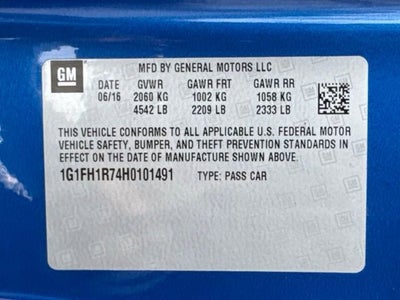 GM
MFD BY GENERAL MOTORS LLC
DATE GVWR GAWR FRT GAWR RR
06/16 2060 KG 1002 KG 1058 KG
4542 LB 2209 LB 2333 LB
THIS VEHICLE CONFORMS TO ALL APPLICABLE U.S. FEDERAL MOTOR
VEHICLE SAFETY, BUMPER, AND THEFT PREVENTION STANDARDS IN
EFFECT ON THE DATE OF MANUFACTURE SHOWN ABOVE.
1G1FH1R74H0101491 TYPE: PASS CAR